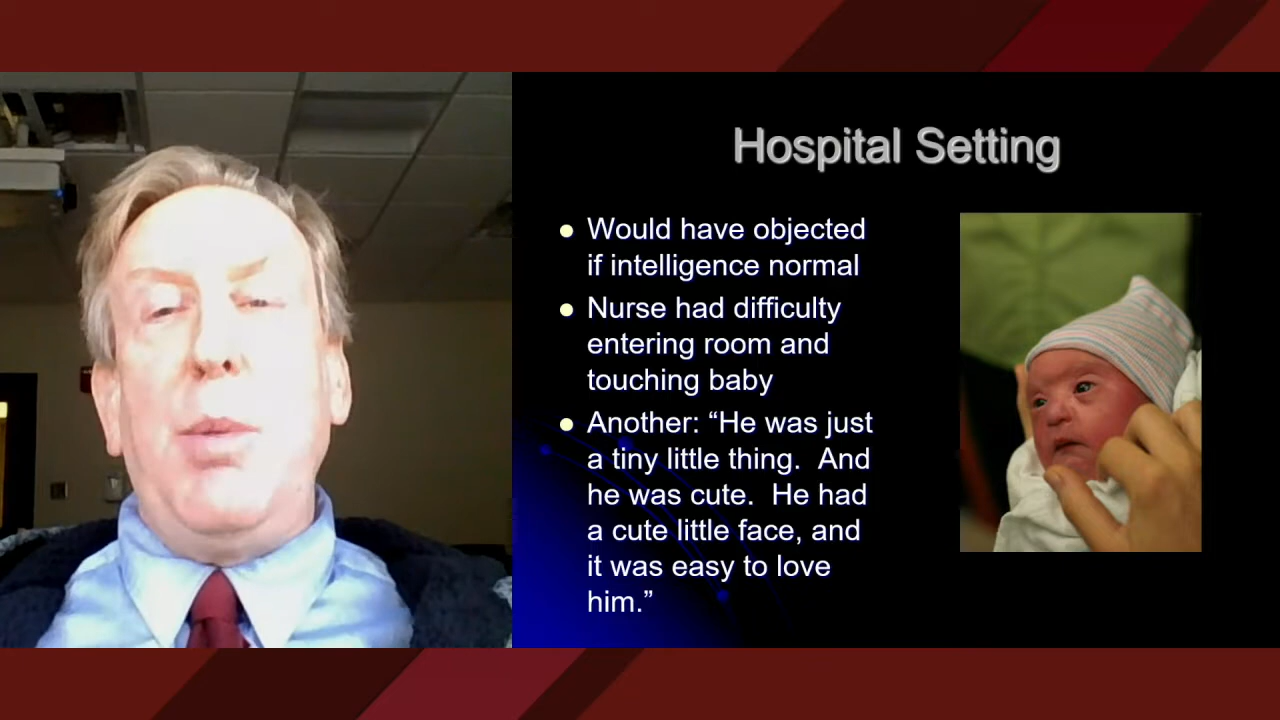 Hospital Setting
Would have objected
if intelligence normal
Nurse had difficulty
entering room and
touching baby
Another: “He was just
a tiny little thing.  And
he was cute.  He had
a cute little face, and
it was easy to love
him.”